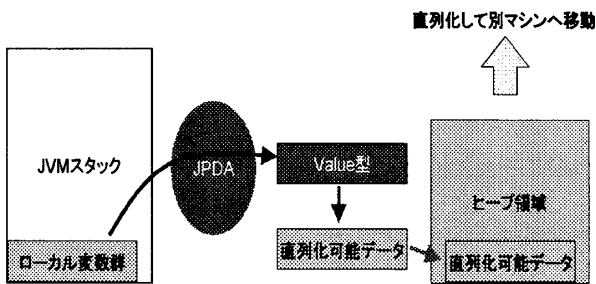 直列化して別マシンへ移動
JVMスタック
JPDA
Value型
ヒープ領域
ローカル変数群
直列化可能データ
直列化可能データ